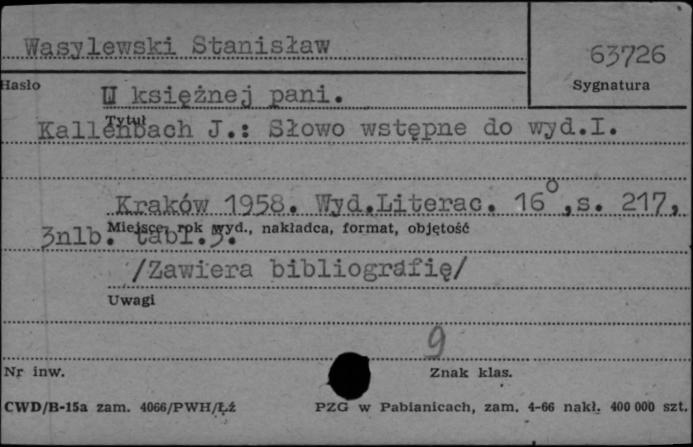 Wasylewski Stanisław
63726
Hasło
Sygnatura
U księżnej pani.
Tytuł
Kallenbach J.: Słowo wstępne do wyd.I.
Kraków 1958. Wyd.Literac. 16°,s. 217,
Miejsce, rok wyd., nakładca, format, objętość
3nlb. tabl.3.
/Zawiera bibliografię/
Uwagi
9
Nr inw.
Znak klas.
CWD/B-15a zam. 4066/PWH/Łź
PZG w Pabianicach, zam. 4-66 nakł. 400 000 szt.